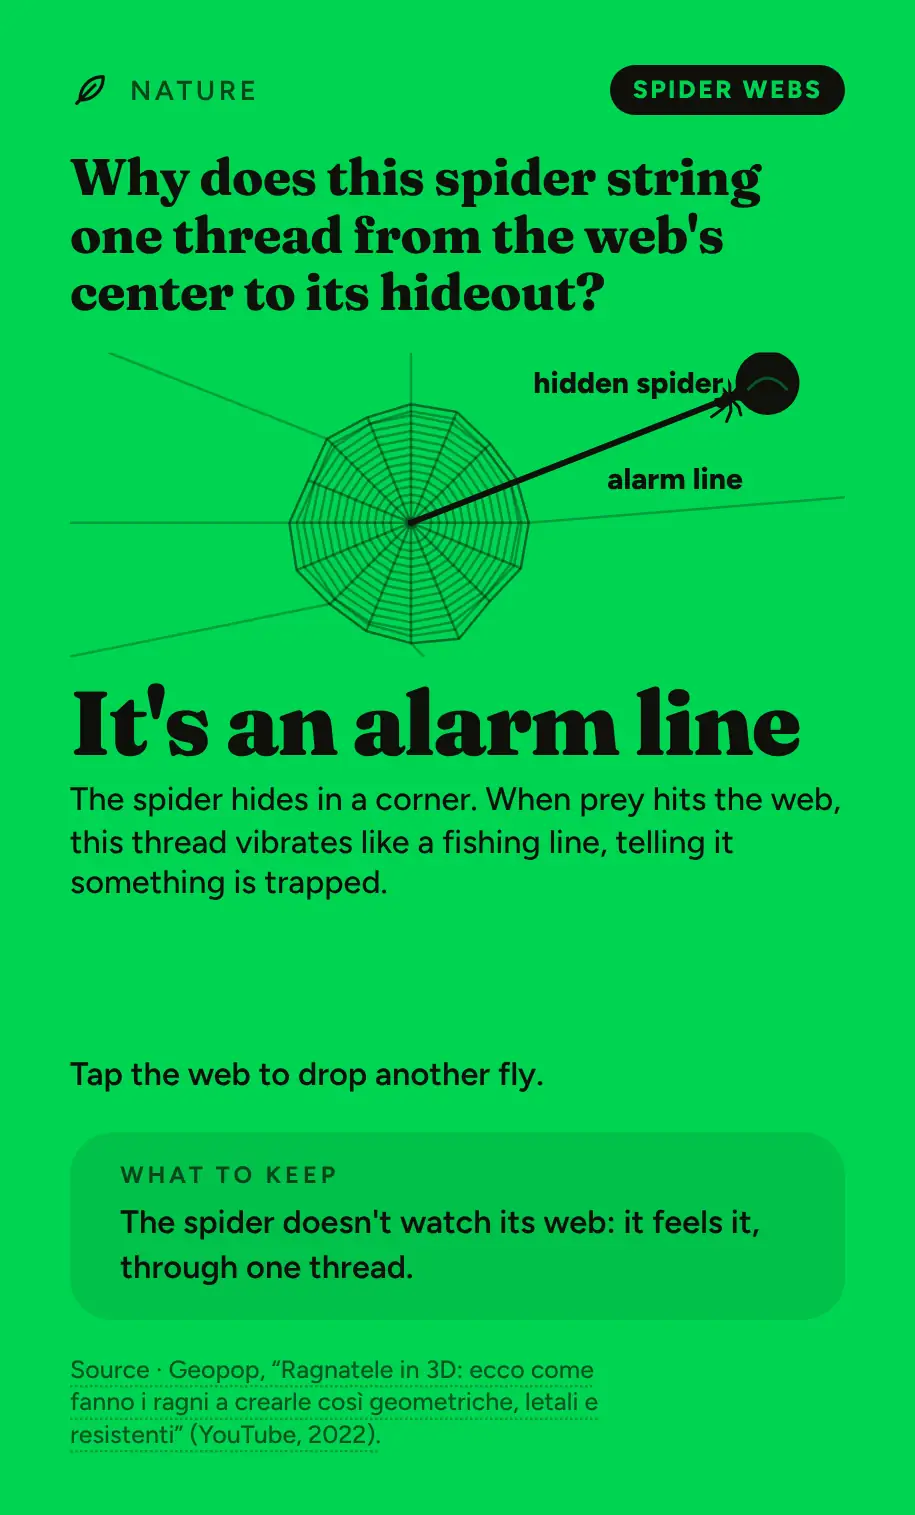 NATURE
SPIDER WEBS
Why does this spider string
one thread from the web's
center to its hideout?
hidden spider
alarm line
It's an alarm line
The spider hides in a corner. When prey hits the web,
this thread vibrates like a fishing line, telling it
something is trapped.
Tap the web to drop another fly.
WHAT TO KEEP
The spider doesn't watch its web: it feels it,
through one thread.
Source · Geopop, “Ragnatele in 3D: ecco come
fanno i ragni a crearle così geometriche, letali e
resistenti” (YouTube, 2022).